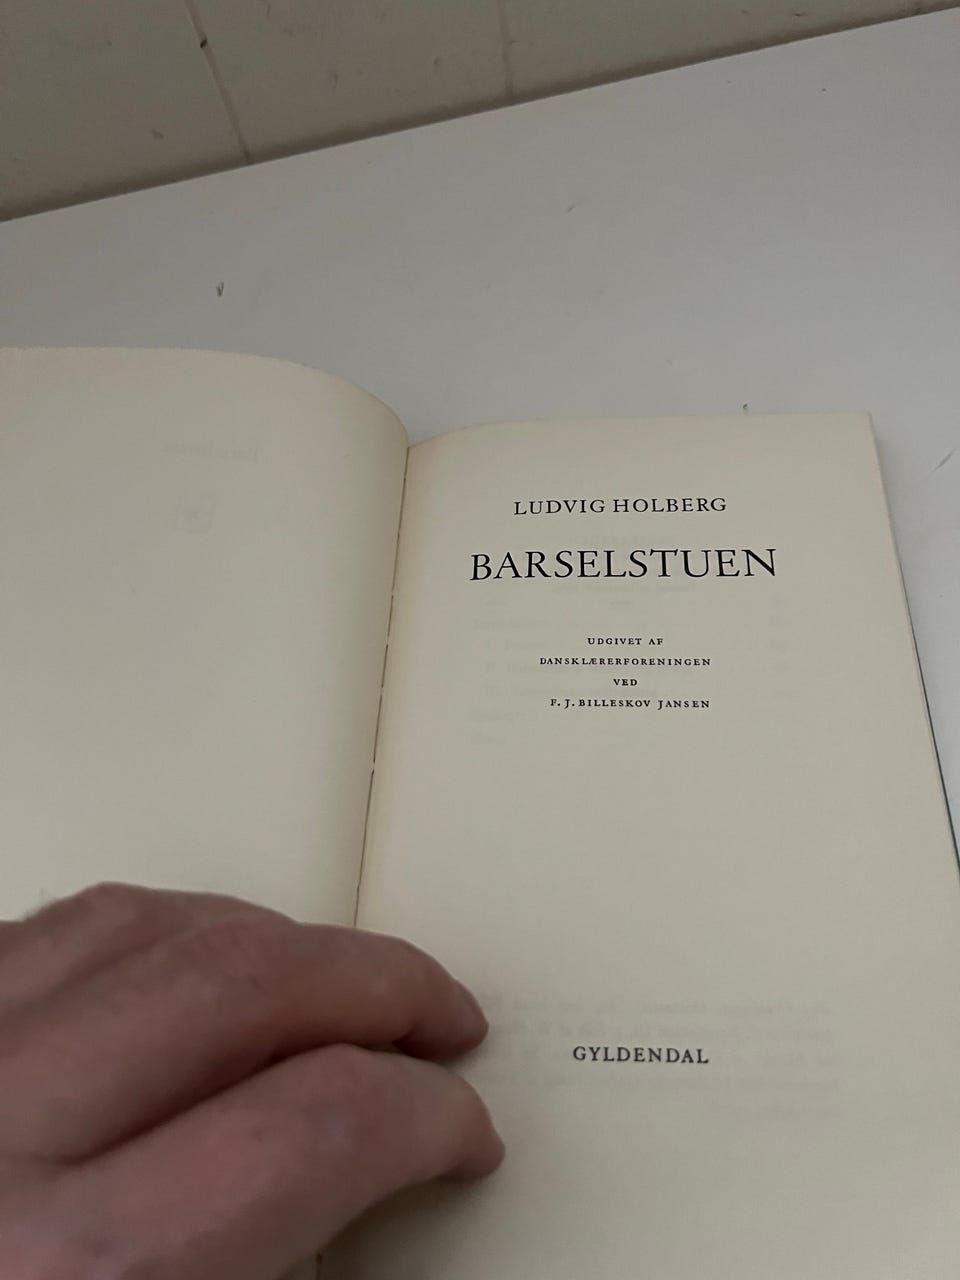 LUDVIG HOLBERG
BARSELSTUEN
UDGIVET AF
DANSKLÆRERFORENINGEN
VED
F. J. BILLESKOV JANSEN
GYLDENDAL